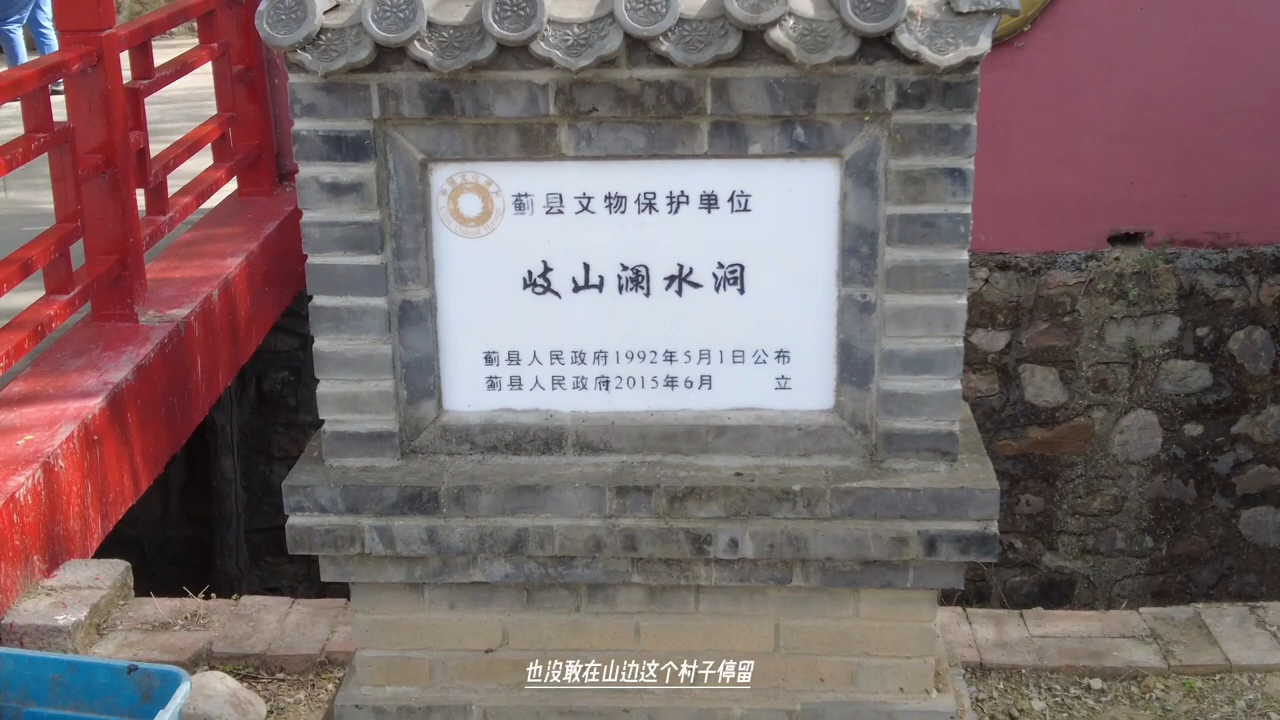 蓟县文物保护单位
岐山澜水洞
蓟县人民政府1992年5月1日公布
蓟县人民政府2015年6月 立
也没敢在山边这个村子停留